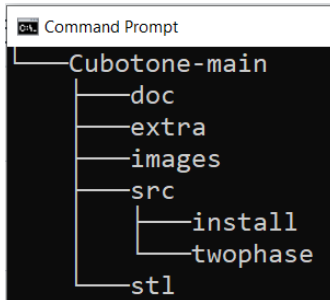 Command Prompt
Cubotone-main
doc
extra
images
src
install
twophase
stl